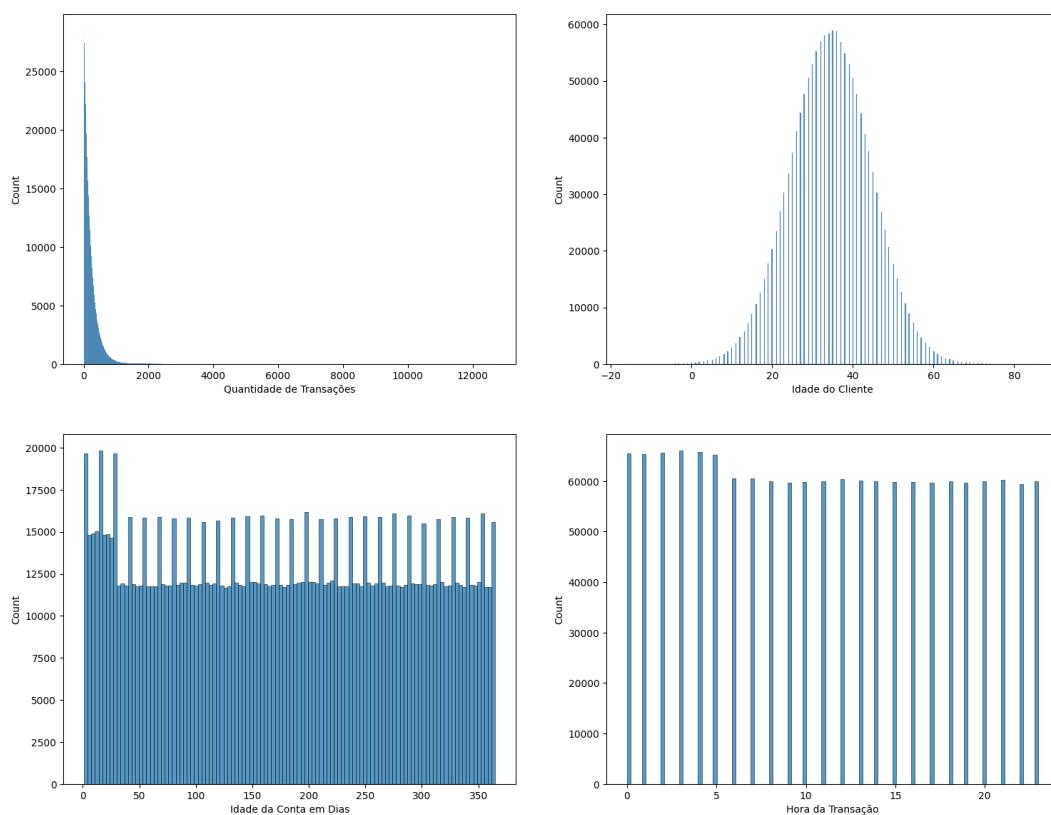 25000
20000
15000
10000
5000
0
Count
0 2000 4000 6000 8000 10000 12000
Quantidade de Transações
60000
50000
40000
30000
20000
10000
0
Count
−20 0 20 40 60 80
Idade do Cliente
20000
17500
15000
12500
10000
7500
5000
2500
0
Count
0 50 100 150 200 250 300 350
Idade da Conta em Dias
60000
50000
40000
30000
20000
10000
0
Count
0 5 10 15 20
Hora da Transação